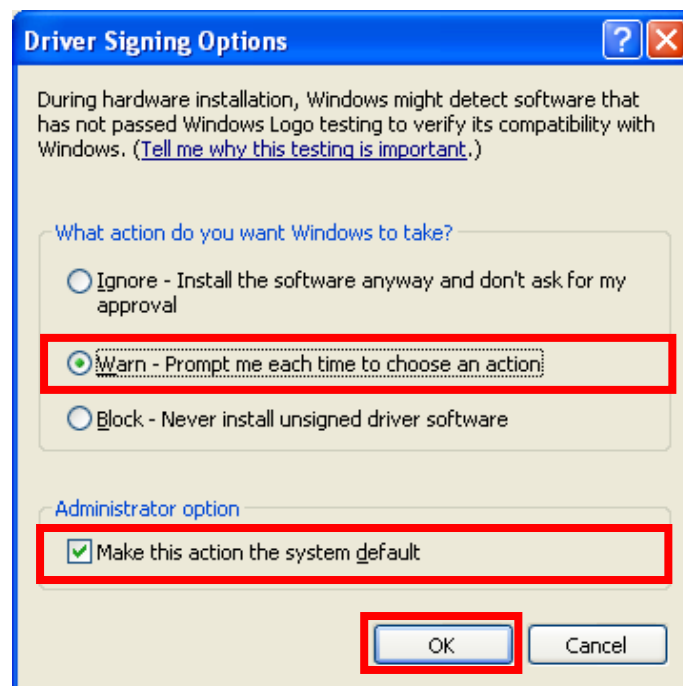 Driver Signing Options
During hardware installation, Windows might detect software that
has not passed Windows Logo testing to verify its compatibility with
Windows. (Tell me why this testing is important.)
What action do you want Windows to take?
Ignore - Install the software anyway and don't ask for my
approval
Warn - Prompt me each time to choose an action
Block - Never install unsigned driver software
Administrator option
Make this action the system default
OK
Cancel